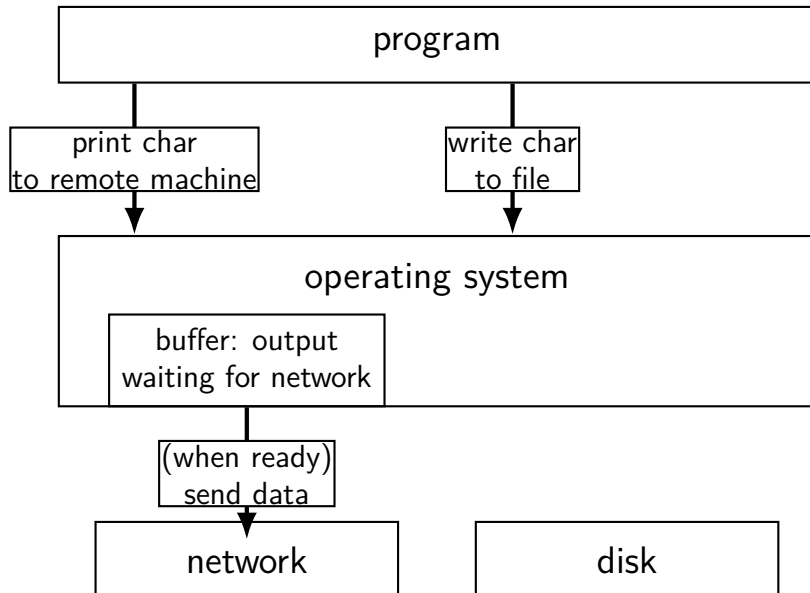 program
print char
to remote machine
write char
to file
operating system
buffer: output
waiting for network
(when ready)
send data
network
disk